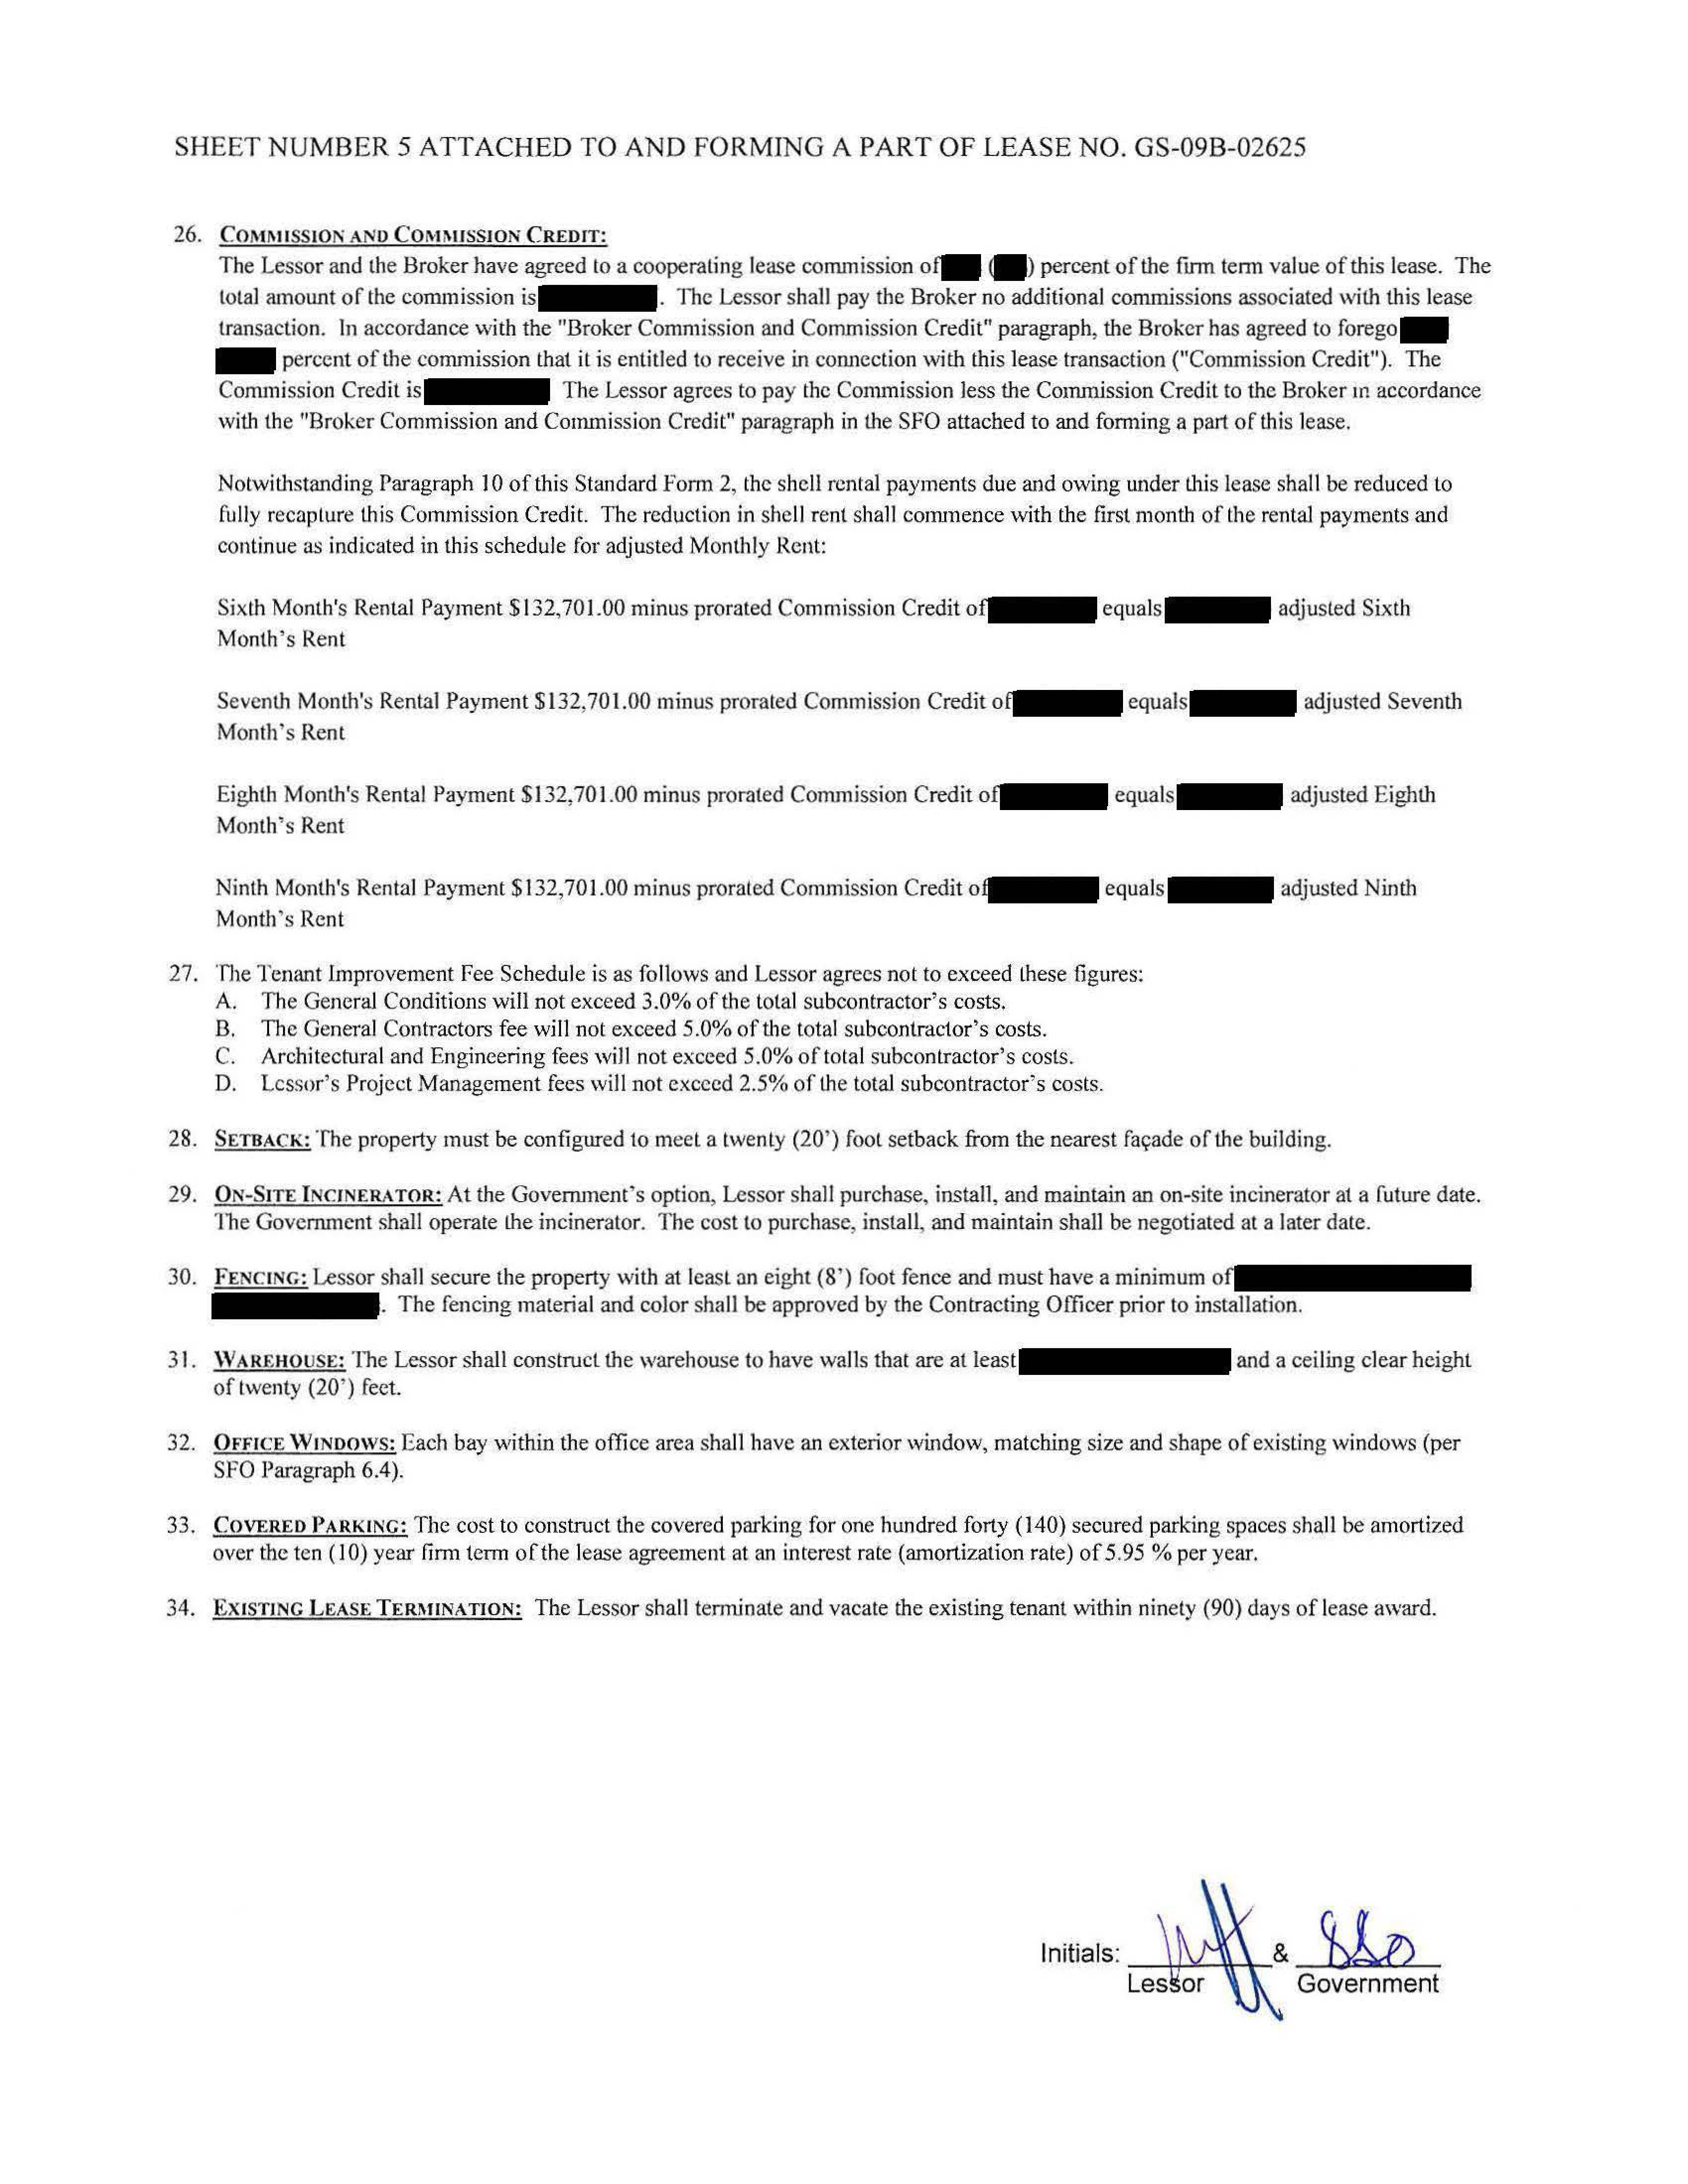 SHEET NUMBER 5 ATTACHED TO AND FORMING A PART OF LEASE NO. GS-09B-02625
26. COMMISSION AND COMMISSION CREDIT:
The Lessor and the Broker have agreed to a cooperating lease commission of ( ) percent of the firm term value of this lease. The
total amount of the commission is . The Lessor shall pay the Broker no additional commissions associated with this lease
transaction. In accordance with the "Broker Commission and Commission Credit" paragraph, the Broker has agreed to forego
percent of the commission that it is entitled to receive in connection with this lease transaction ("Commission Credit"). The
Commission Credit is The Lessor agrees to pay the Commission less the Commission Credit to the Broker in accordance
with the "Broker Commission and Commission Credit" paragraph in the SFO attached to and forming a part of this lease.
Notwithstanding Paragraph 10 of this Standard Form 2, the shell rental payments due and owing under this lease shall be reduced to
fully recapture this Commission Credit. The reduction in shell rent shall commence with the first month of the rental payments and
continue as indicated in this schedule for adjusted Monthly Rent:
Sixth Month's Rental Payment $132,701.00 minus prorated Commission Credit of equals adjusted Sixth
Month's Rent
Seventh Month's Rental Payment $132,701.00 minus prorated Commission Credit of equals adjusted Seventh
Month's Rent
Eighth Month's Rental Payment $132,701.00 minus prorated Commission Credit of equals adjusted Eighth
Month's Rent
Ninth Month's Rental Payment $132,701.00 minus prorated Commission Credit of equals adjusted Ninth
Month's Rent
27. The Tenant Improvement Fee Schedule is as follows and Lessor agrees not to exceed these figures:
A. The General Conditions will not exceed 3.0% of the total subcontractor's costs.
B. The General Contractors fee will not exceed 5.0% of the total subcontractor's costs.
C. Architectural and Engineering fees will not exceed 5.0% of total subcontractor's costs.
D. Lessor's Project Management fees will not exceed 2.5% of the total subcontractor's costs.
28. SETBACK: The property must be configured to meet a twenty (20') foot setback from the nearest façade of the building.
29. ON-SITE INCINERATOR: At the Government's option, Lessor shall purchase, install, and maintain an on-site incinerator at a future date.
The Government shall operate the incinerator. The cost to purchase, install, and maintain shall be negotiated at a later date.
30. FENCING: Lessor shall secure the property with at least an eight (8') foot fence and must have a minimum of
. The fencing material and color shall be approved by the Contracting Officer prior to installation.
31. WAREHOUSE: The Lessor shall construct the warehouse to have walls that are at least and a ceiling clear height
of twenty (20') feet.
32. OFFICE WINDOWS: Each bay within the office area shall have an exterior window, matching size and shape of existing windows (per
SFO Paragraph 6.4).
33. COVERED PARKING: The cost to construct the covered parking for one hundred forty (140) secured parking spaces shall be amortized
over the ten (10) year firm term of the lease agreement at an interest rate (amortization rate) of 5.95 % per year.
34. EXISTING LEASE TERMINATION: The Lessor shall terminate and vacate the existing tenant within ninety (90) days of lease award.
Initials: &
Lessor Government